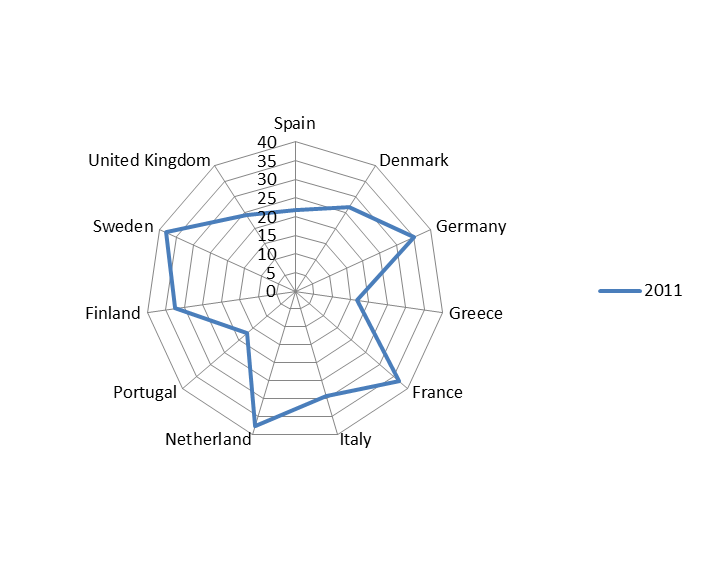 Spain
40
35
30
25
20
15
10
5
0
Denmark
Germany
Greece
France
Italy
Netherland
Portugal
Finland
Sweden
United Kingdom
2011